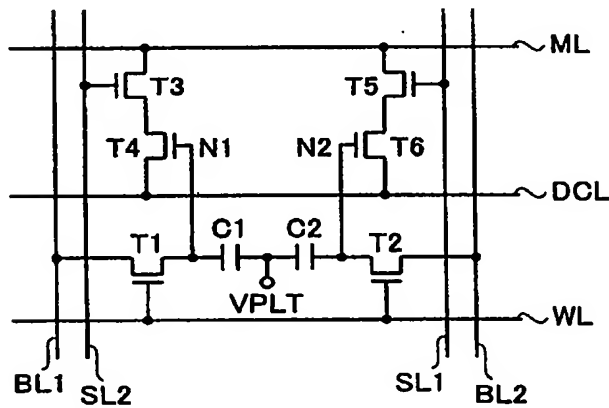 ML
T3 T5
T4 N1 N2 T6
DCL
C1 C2
T1 T2
VPLT
WL
BL1 SL2 SL1 BL2